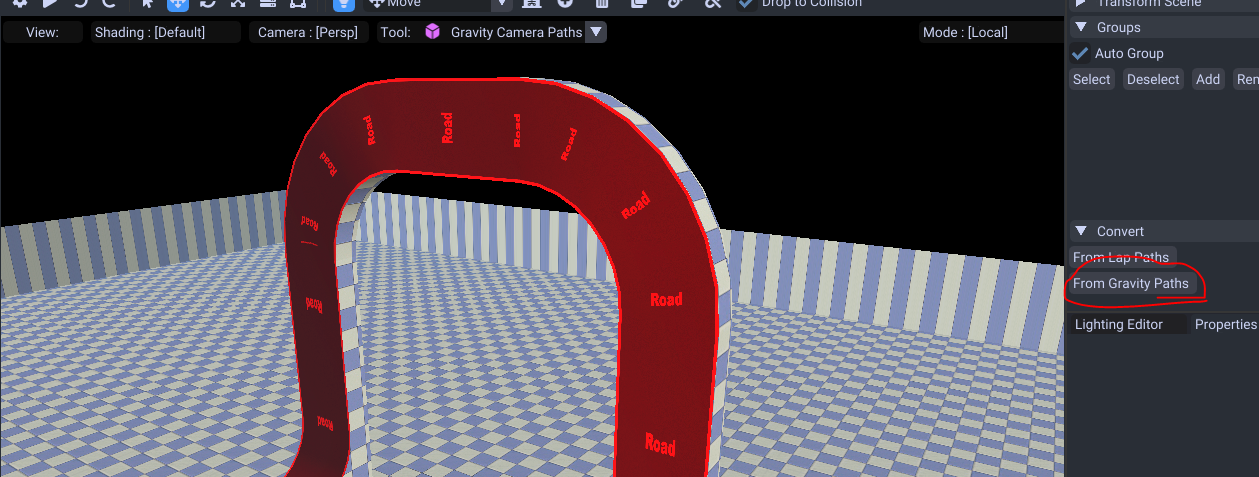 Move
Drop to Collision
Transform Scene
View:
Shading : [Default]
Camera : [Persp]
Tool:
Gravity Camera Paths
Mode : [Local]
Groups
Auto Group
Select
Deselect
Add
Ren
Road
Road
Road
Road
Road
Road
Road
Road
Road
Road
Road
Convert
From Lap Paths
From Gravity Paths
Lighting Editor
Properties